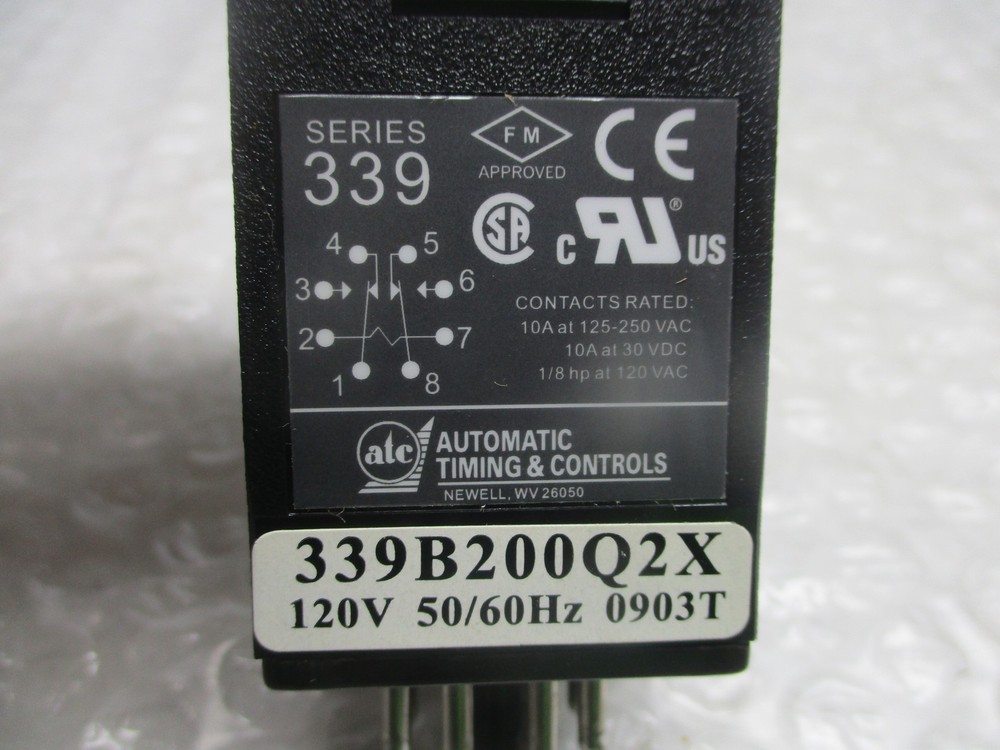 SERIES
339
FM
APPROVED
CE
SA
C RU® US
4 5
3 6
2 7
1 8
CONTACTS RATED:
10A at 125-250 VAC
10A at 30 VDC
1/8 hp at 120 VAC
atc AUTOMATIC
TIMING & CONTROLS
NEWELL, WV 26050
339B200Q2X
120V 50/60Hz 0903T